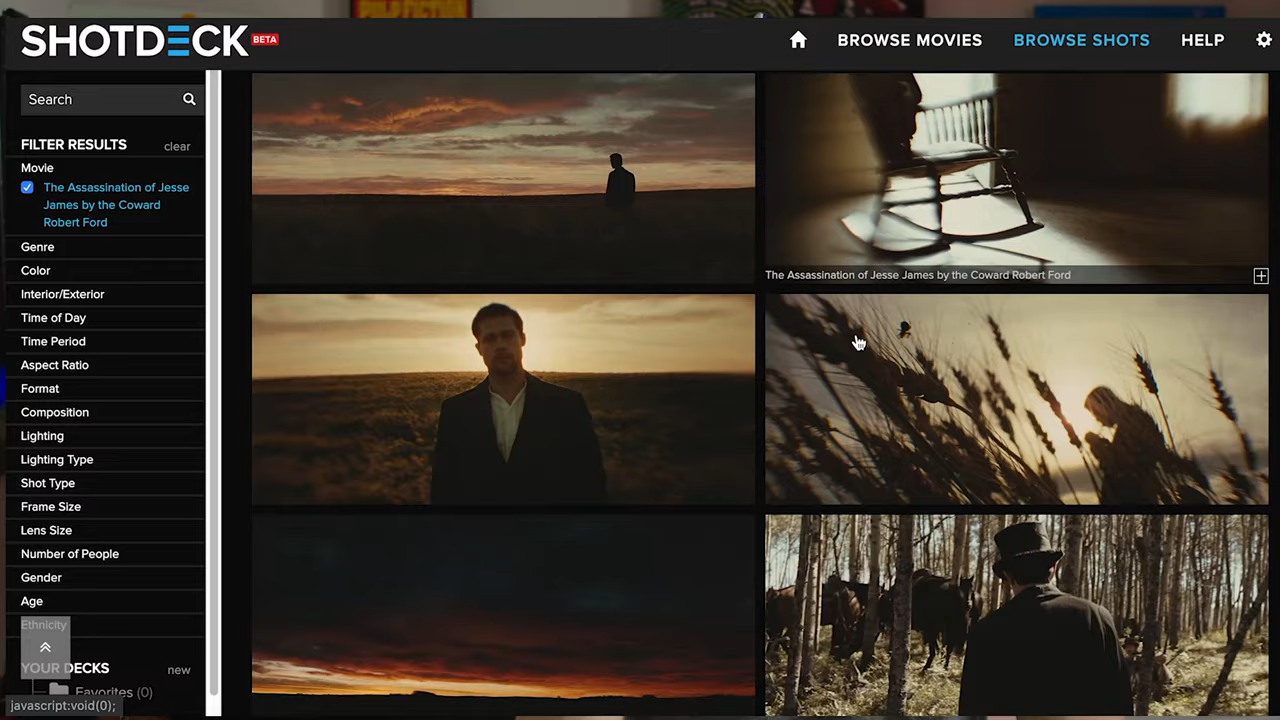 PULP FICTION
SHOTDECK BETA
BROWSE MOVIES
BROWSE SHOTS
HELP
Search
FILTER RESULTS
clear
Movie
The Assassination of Jesse
James by the Coward
Robert Ford
Genre
Color
Interior/Exterior
Time of Day
Time Period
Aspect Ratio
Format
Composition
Lighting
Lighting Type
Shot Type
Frame Size
Lens Size
Number of People
Gender
Age
Ethnicity
YOUR DECKS
new
Favorites (0)
javascript:void(0);
The Assassination of Jesse James by the Coward Robert Ford